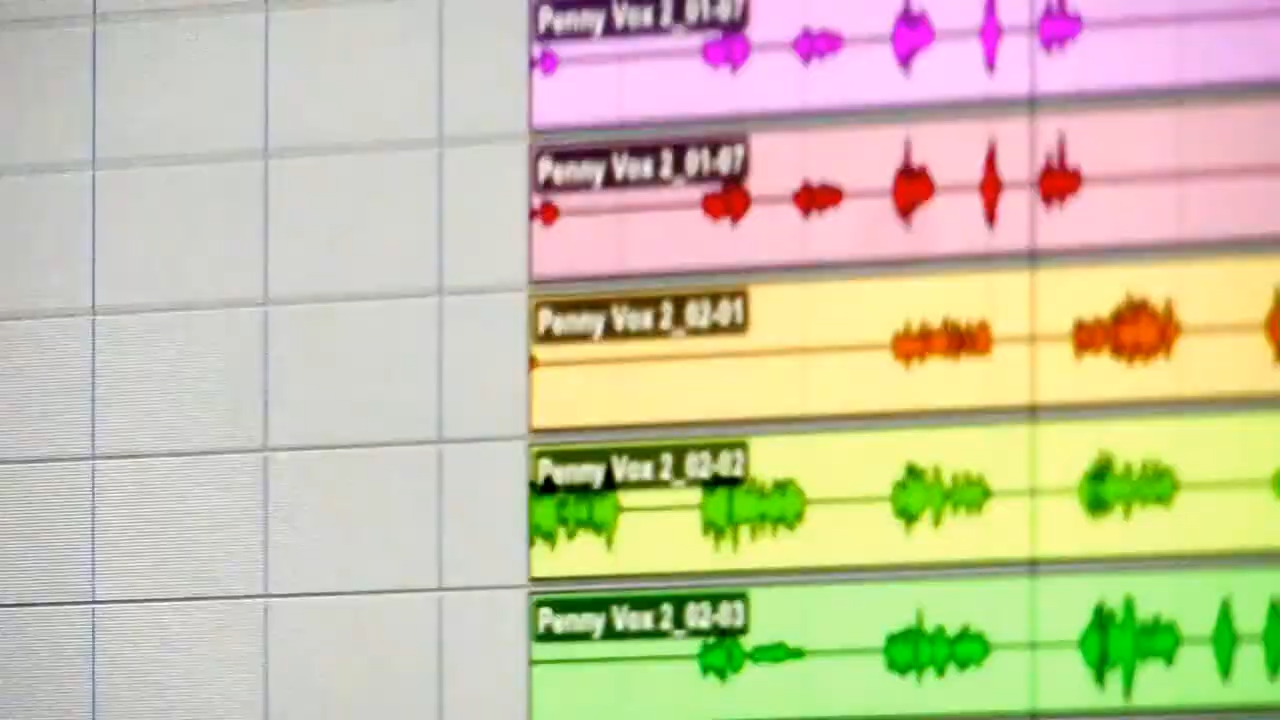 Penny Vox 2_01-07
Penny Vox 2_01-07
Penny Vox 2_02-01
Penny Vox 2_02-02
Penny Vox 2_02-03